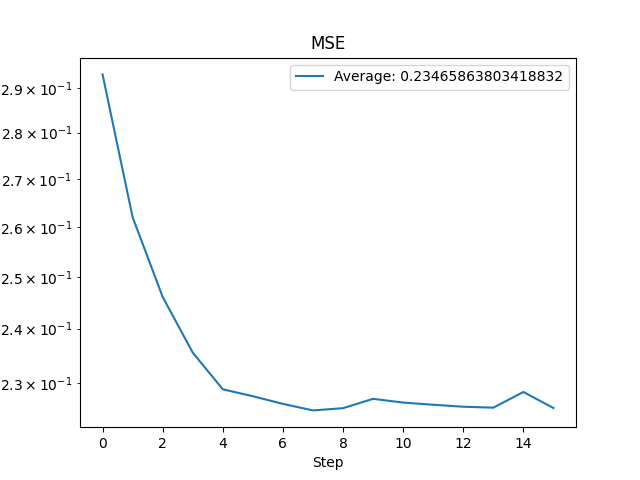 MSE
Average: 0.23465863803418832
2.9 × 10⁻¹
2.8 × 10⁻¹
2.7 × 10⁻¹
2.6 × 10⁻¹
2.5 × 10⁻¹
2.4 × 10⁻¹
2.3 × 10⁻¹
0 2 4 6 8 10 12 14
Step